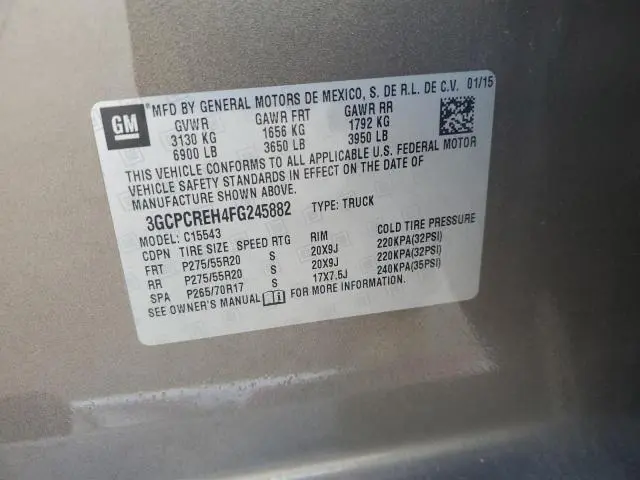 GM
MFD BY GENERAL MOTORS DE MEXICO, S. DE R.L. DE C.V. 01/15
GVWR GAWR FRT GAWR RR
3130 KG 1656 KG 1792 KG
6900 LB 3650 LB 3950 LB
THIS VEHICLE CONFORMS TO ALL APPLICABLE U.S. FEDERAL MOTOR
VEHICLE SAFETY STANDARDS IN EFFECT ON THE DATE OF
MANUFACTURE SHOWN ABOVE.
3GCPCREH4FG245882 TYPE: TRUCK
MODEL: C15543
CDPN TIRE SIZE SPEED RTG RIM COLD TIRE PRESSURE
FRT P275/55R20 S 20X9J 220KPA(32PSI)
RR P275/55R20 S 20X9J 220KPA(32PSI)
SPA P265/70R17 S 17X7.5J 240KPA(35PSI)
SEE OWNER'S MANUAL FOR MORE INFORMATION.